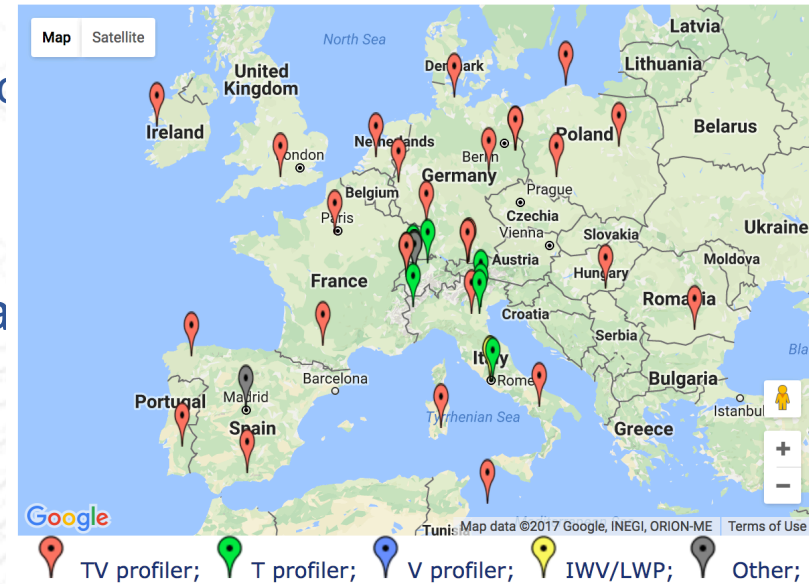 Map Satellite
North Sea
Latvia
Denmark
Lithuania
United
Kingdom
Ireland
Netherlands
Poland
Belarus
London
Berlin
Germany
Belgium
Prague
Paris
Czechia
Ukraine
Vienna
Slovakia
Austria
Moldova
France
Hungary
Romania
Croatia
Serbia
Italy
Barcelona
Rome
Bulgaria
Portugal
Madrid
Istanbul
Tyrrhenian Sea
Spain
Greece
Google
Tunisia
Map data ©2017 Google, INEGI, ORION-ME Terms of Use
TV profiler; T profiler; V profiler; IWV/LWP; Other;